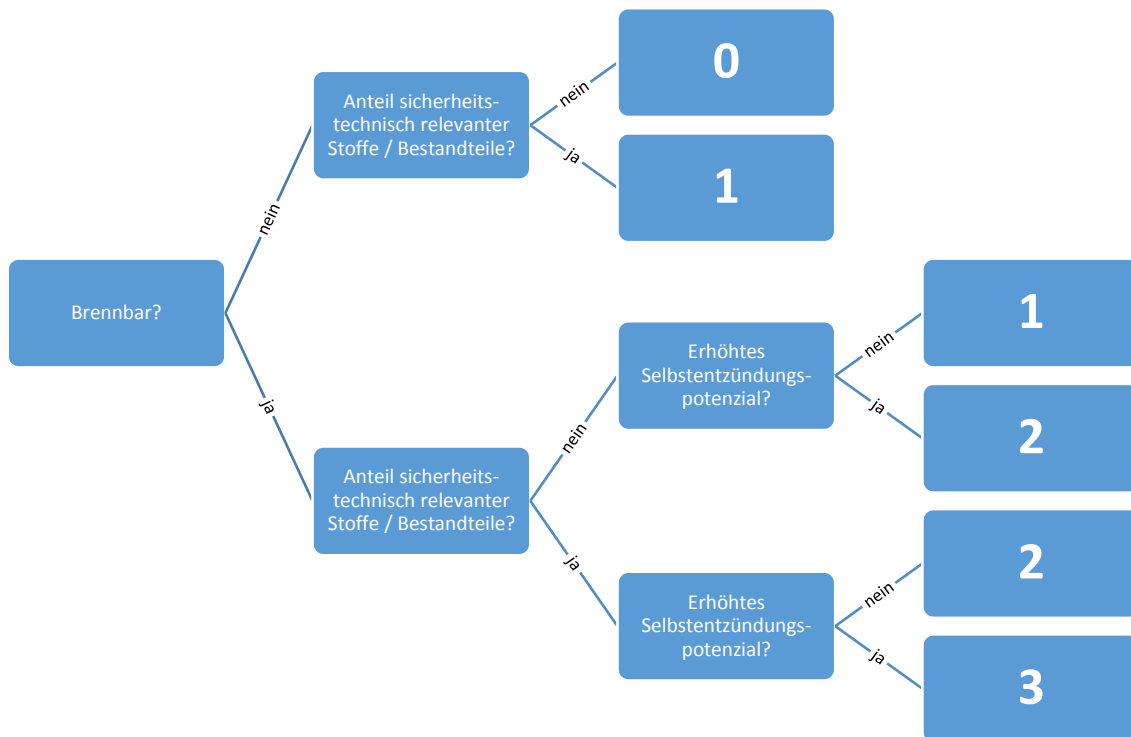 0
nein
Anteil sicherheits-
technisch relevanter
Stoffe / Bestandteile?
ja
1
nein
Brennbar?
ja
1
nein
Erhöhtes
Selbstentzündungs-
potenzial?
ja
2
nein
Anteil sicherheits-
technisch relevanter
Stoffe / Bestandteile?
ja
2
nein
Erhöhtes
Selbstentzündungs-
potenzial?
ja
3